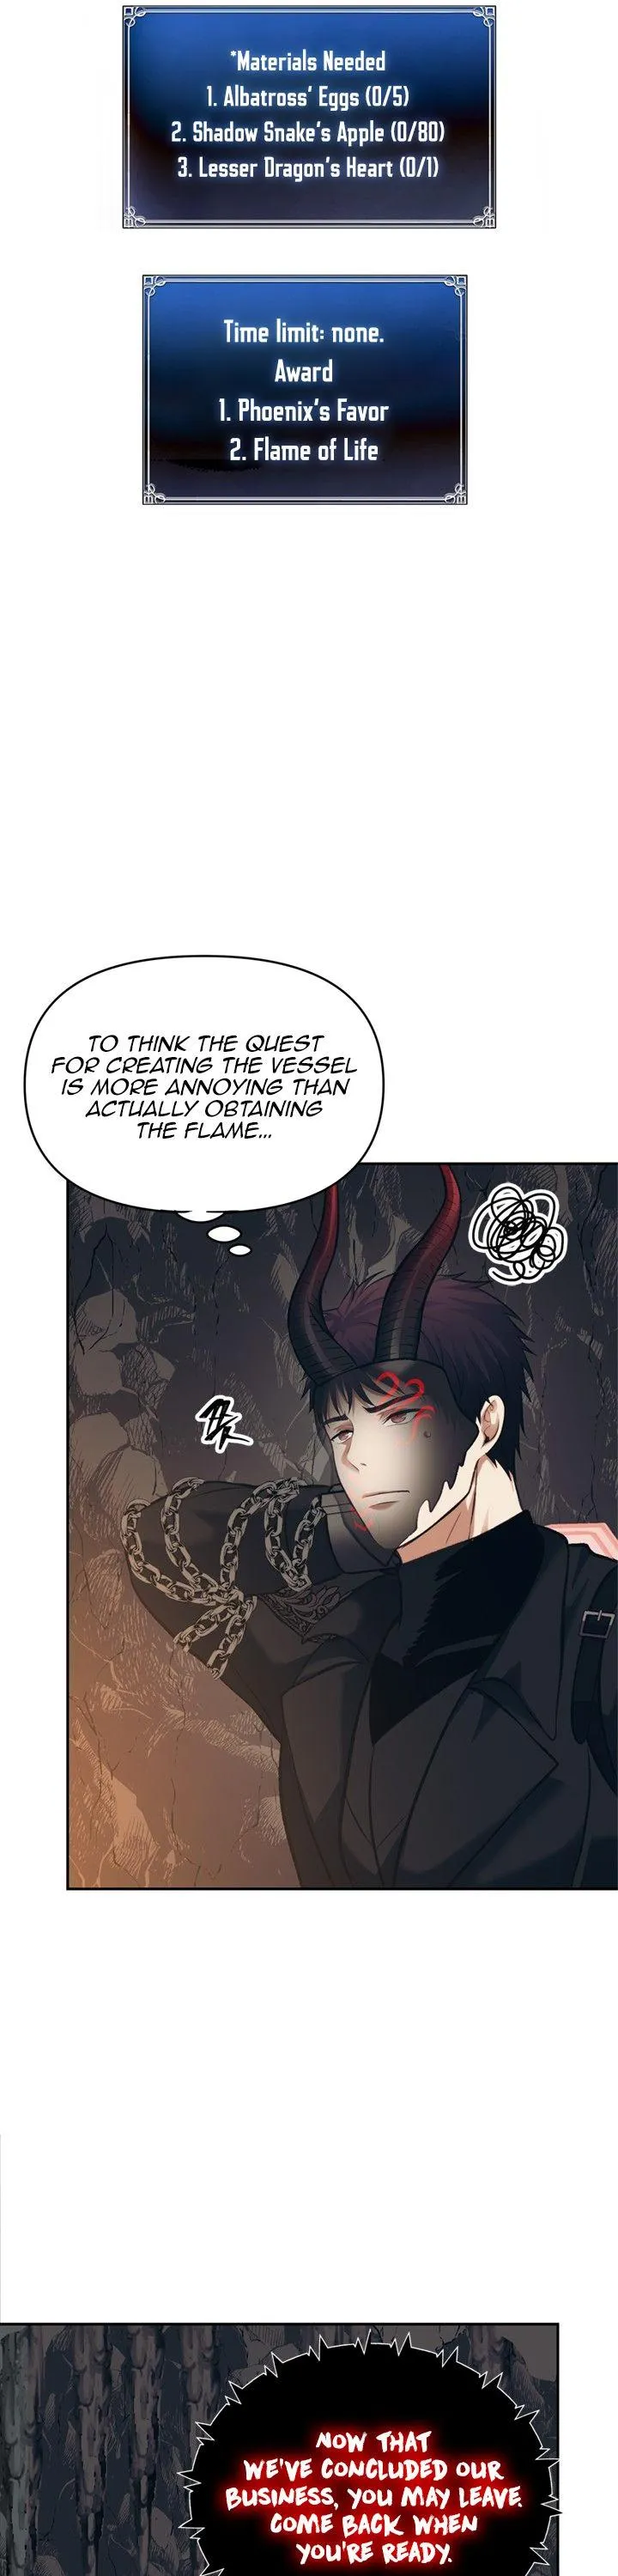 *Materials Needed
1. Albatross' Eggs (0/5)
2. Shadow Snake's Apple (0/80)
3. Lesser Dragon's Heart (0/1)
Time limit: none.
Award
1. Phoenix's Favor
2. Flame of Life
TO THINK THE QUEST
FOR CREATING THE VESSEL
IS MORE ANNOYING THAN
ACTUALLY OBTAINING
THE FLAME...
NOW THAT
WE'VE CONCLUDED OUR
BUSINESS, YOU MAY LEAVE.
COME BACK WHEN
YOU'RE READY.